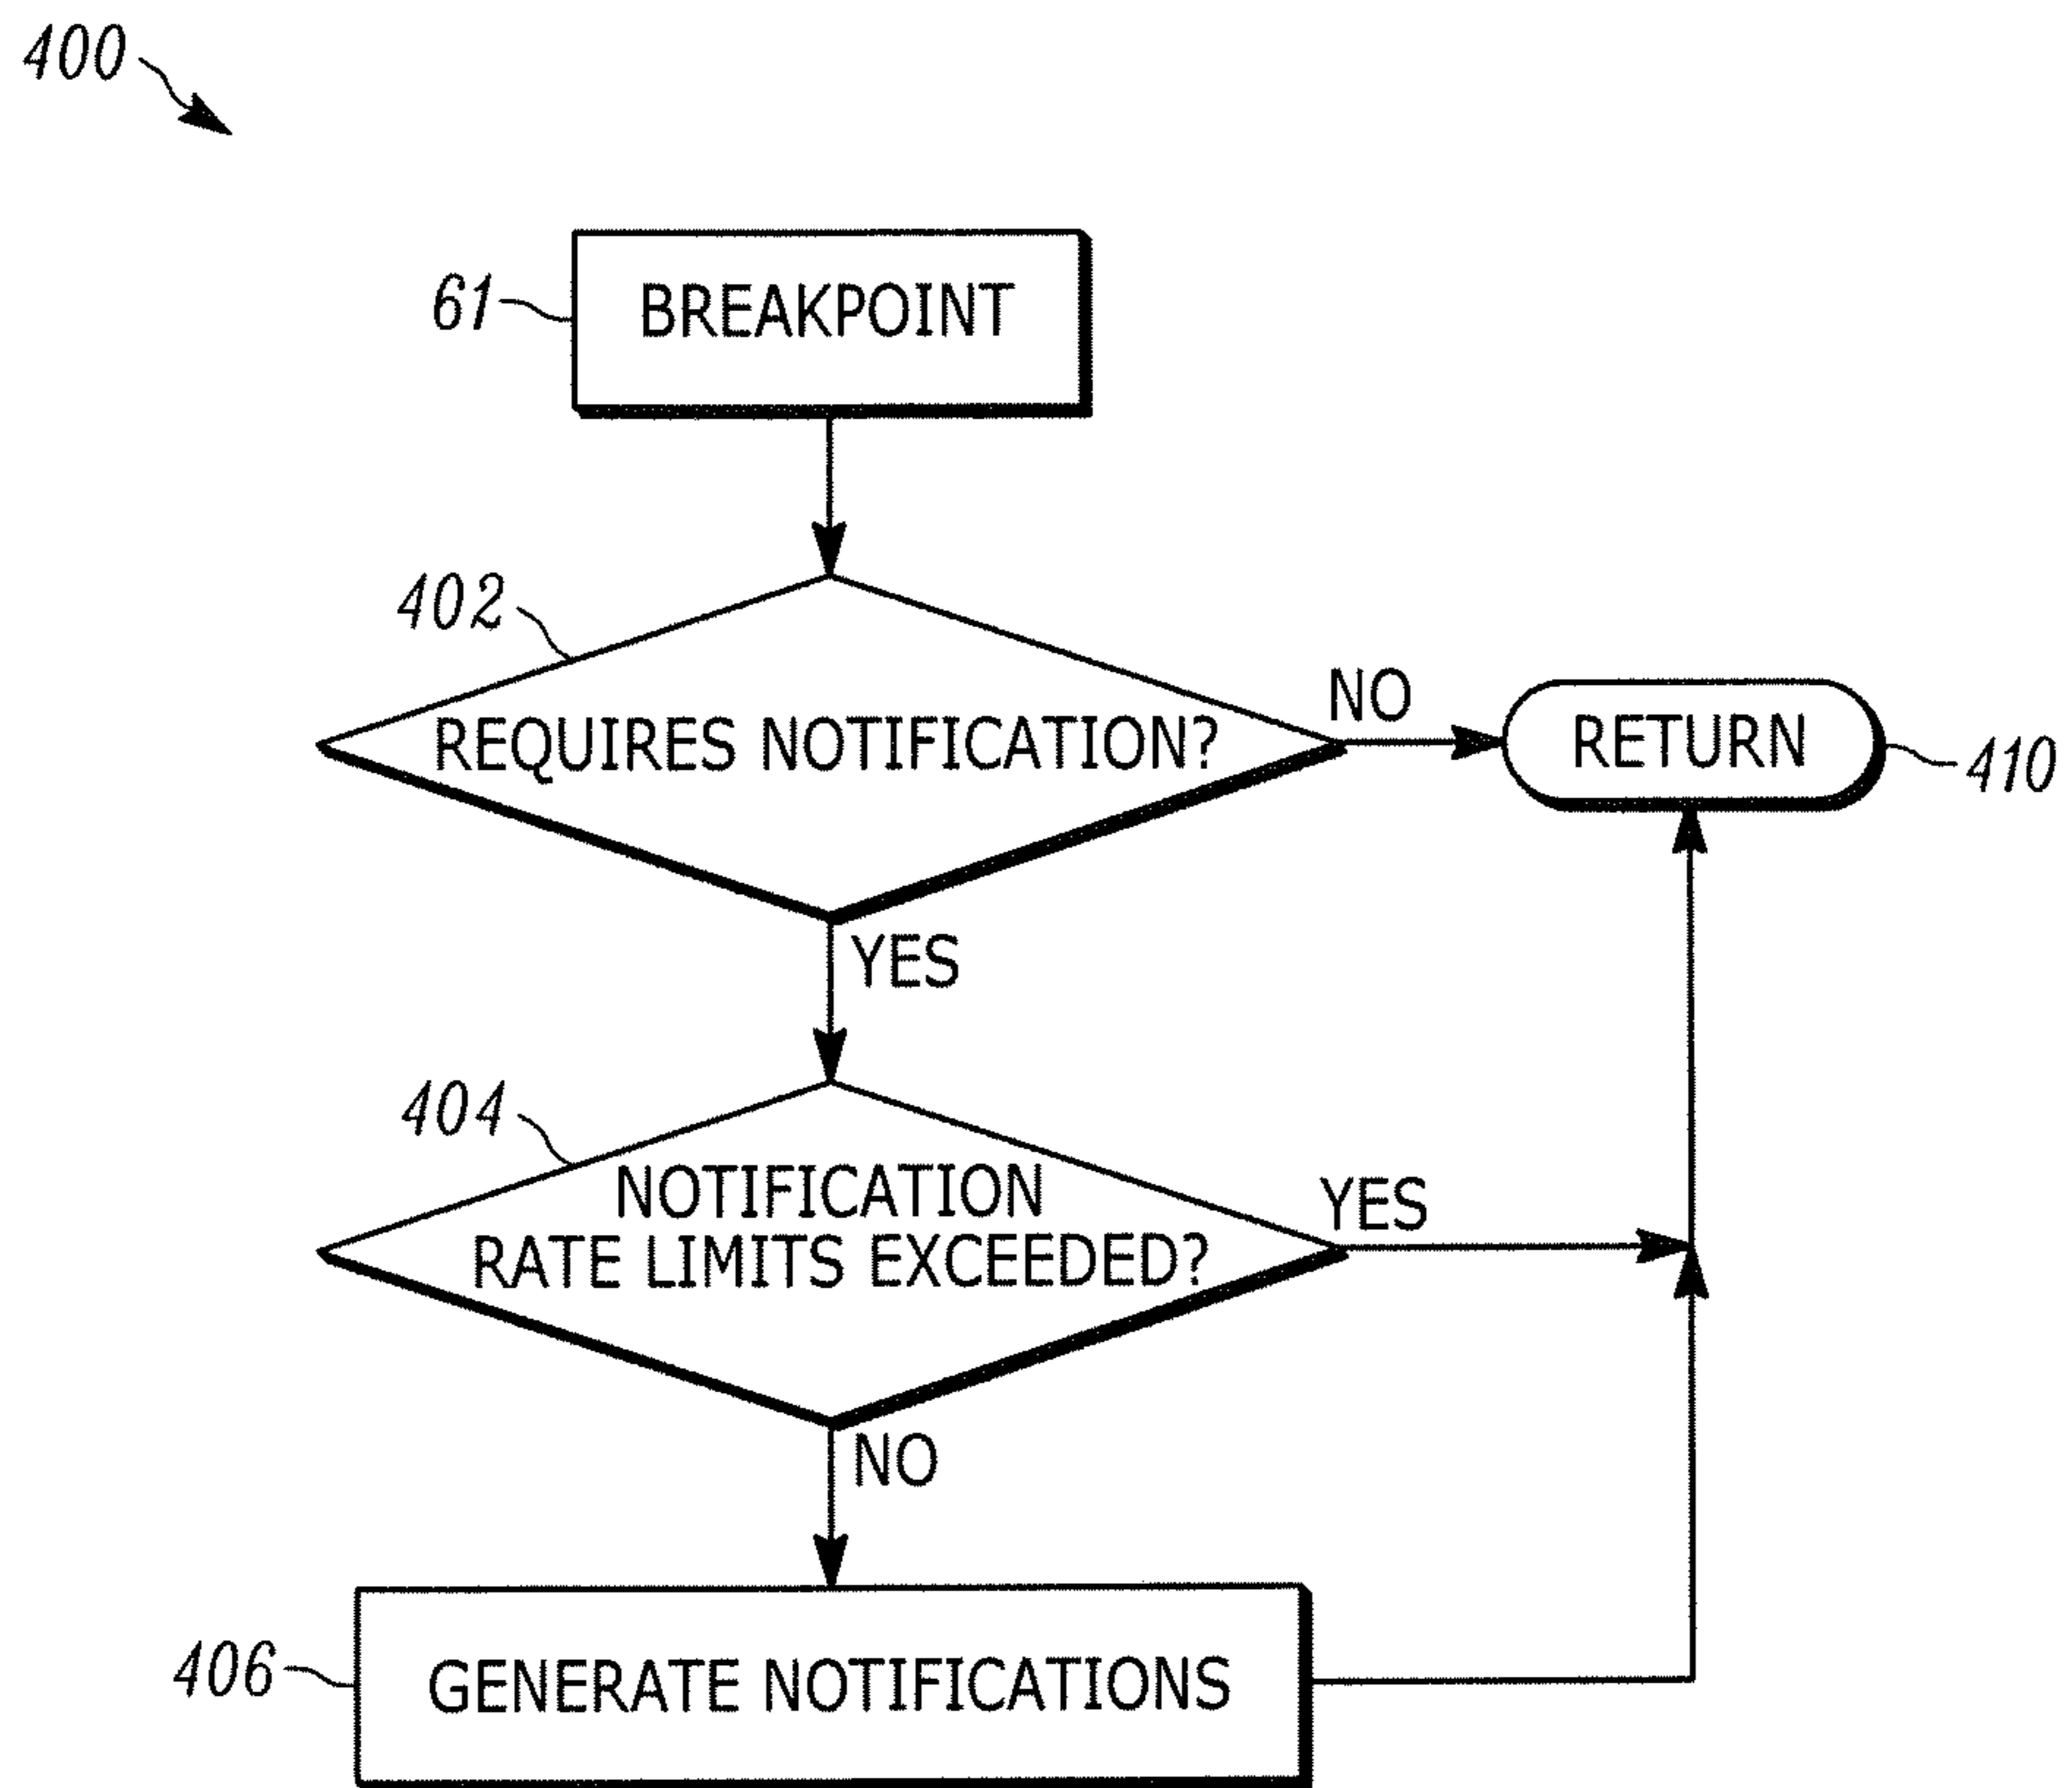 400
61
BREAKPOINT
402
REQUIRES NOTIFICATION?
NO
RETURN
410
YES
404
NOTIFICATION
RATE LIMITS EXCEEDED?
YES
NO
406
GENERATE NOTIFICATIONS